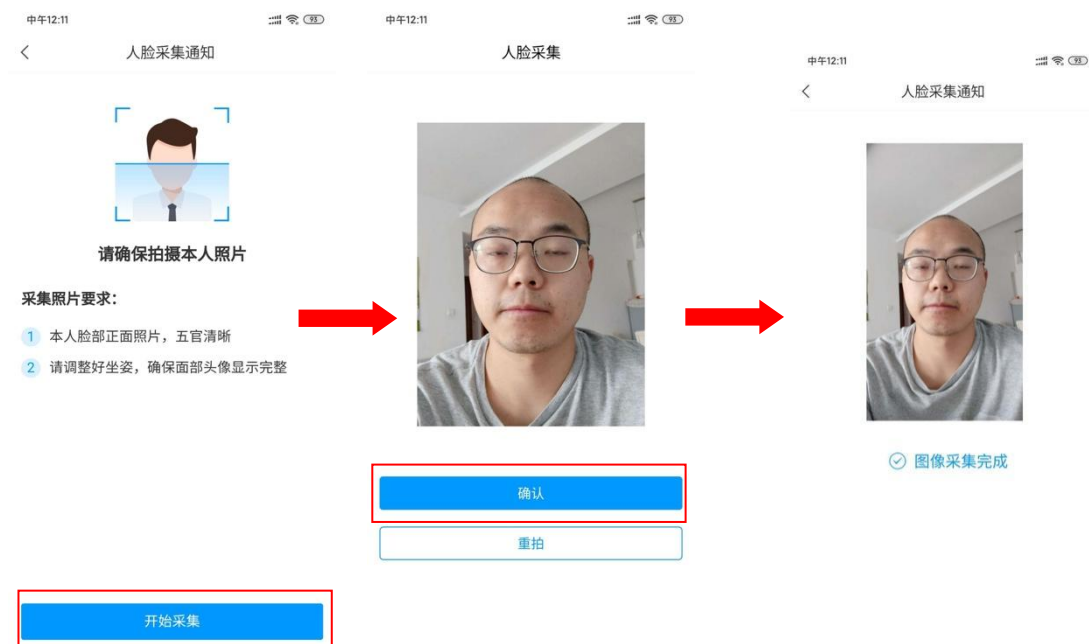 中午12:11
93
人脸采集通知
请确保拍摄本人照片
采集照片要求：
1 本人脸部正面照片，五官清晰
2 请调整好坐姿，确保面部头像显示完整
开始采集
中午12:11
93
人脸采集
确认
重拍
中午12:11
93
人脸采集通知
图像采集完成